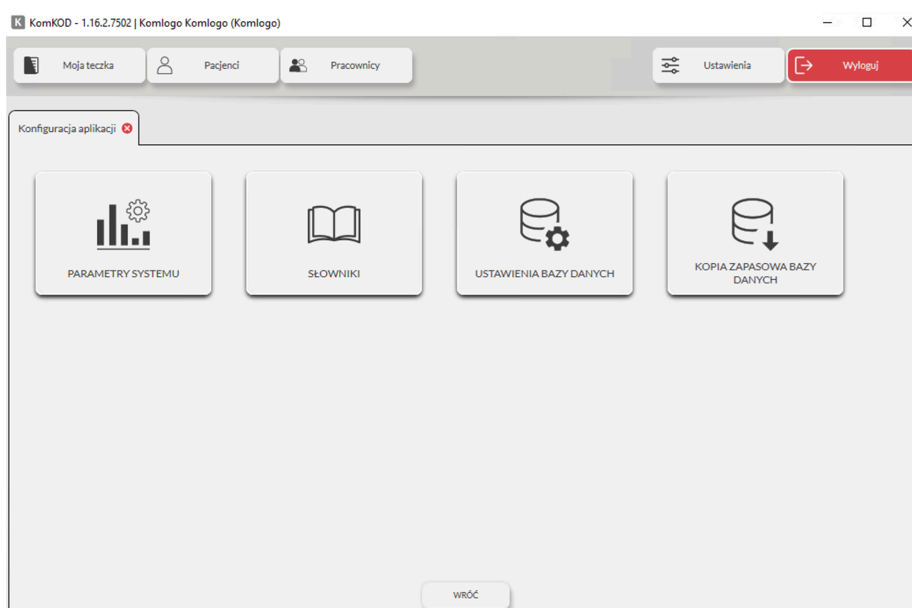 K KomKOD - 1.16.2.7502 | Komlogo Komlogo (Komlogo)
Moja teczka
Pacjenci
Pracownicy
Ustawienia
Wyloguj
Konfiguracja aplikacji
PARAMETRY SYSTEMU
SŁOWNIKI
USTAWIENIA BAZY DANYCH
KOPIA ZAPASOWA BAZY
DANYCH
WRÓĆ